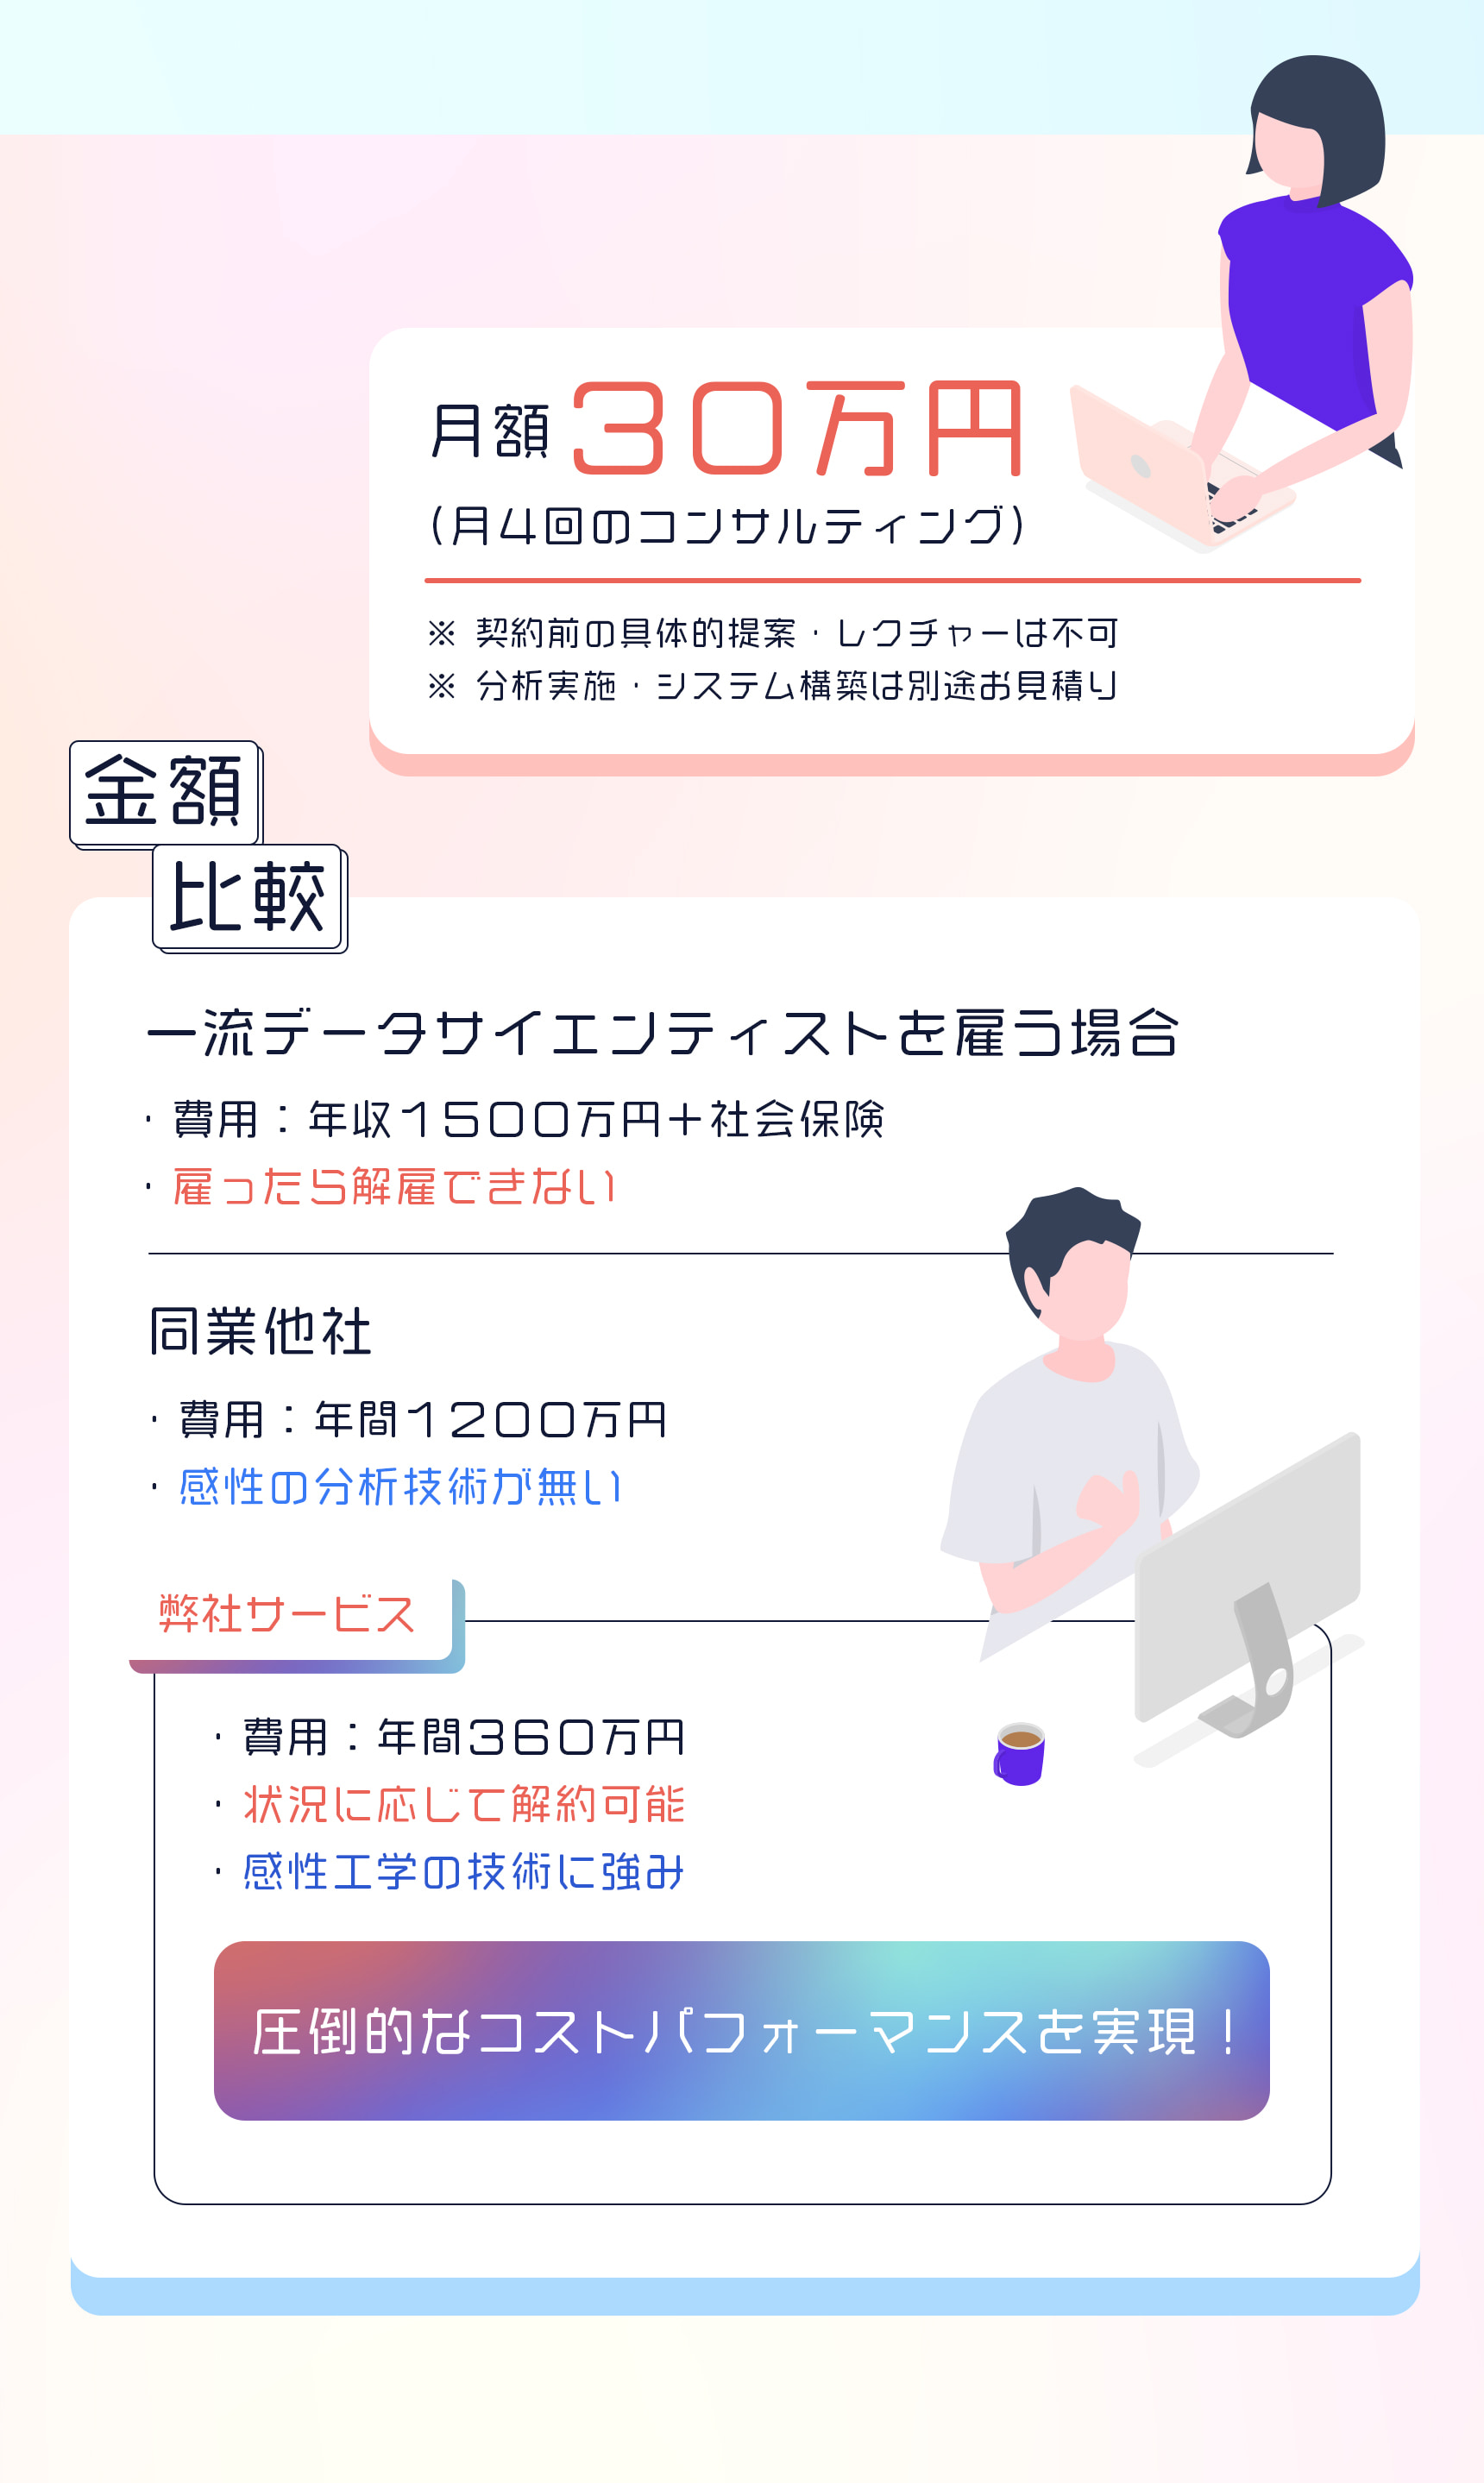 月額 30万円
(月4回のコンサルティング)
※ 契約前の具体的提案・レクチャーは不可
※ 分析実施・システム構築は別途お見積り
金額
比較
一流データサイエンティストを雇う場合
・費用：年収1500万円＋社会保険
・雇ったら解雇できない
同業他社
・費用：年間1200万円
・感性の分析技術が無い
弊社サービス
・費用：年間360万円
・状況に応じて解約可能
・感性工学の技術に強み
圧倒的なコストパフォーマンスを実現！